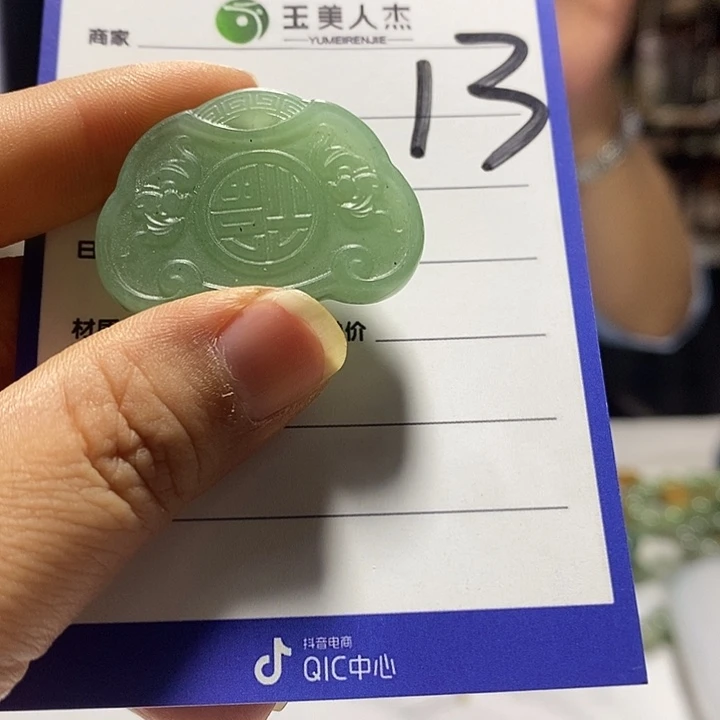 玉美人杰
YUMEIRENJIE
商家
13
日
材质
价
抖音电商
QIC中心